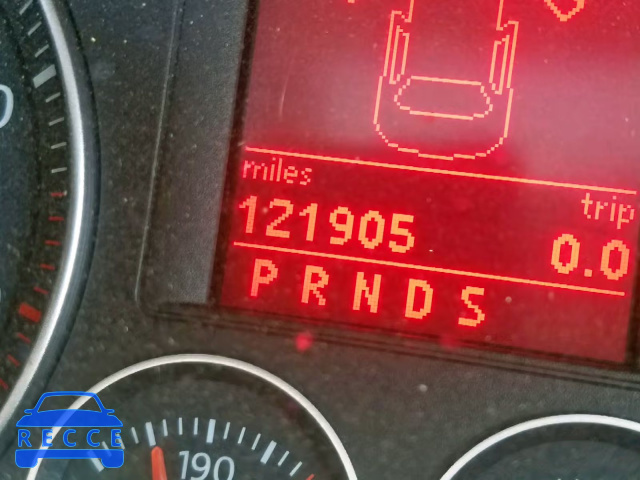 miles
trip
121905
0.0
P R N D S
190
RECCE